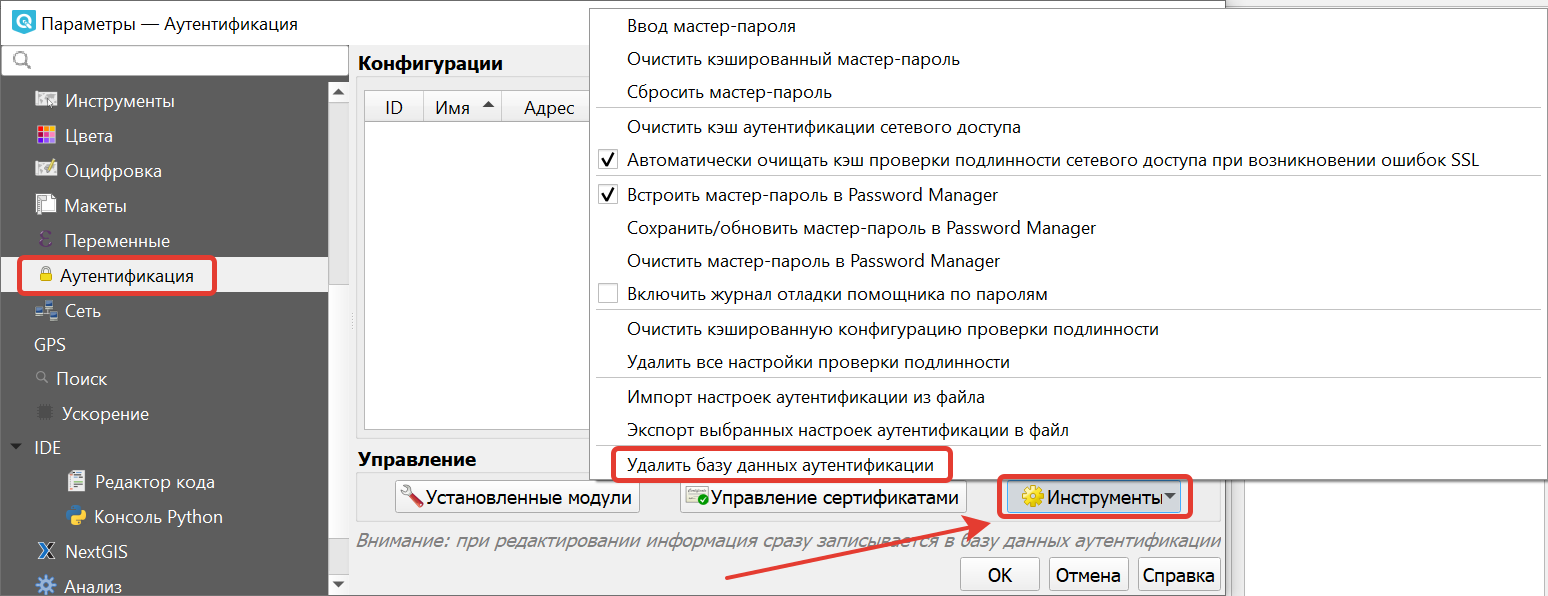 Параметры — Аутентификация
Инструменты
Цвета
Оцифровка
Макеты
Переменные
Аутентификация
Сеть
GPS
Поиск
Ускорение
IDE
Редактор кода
Консоль Python
NextGIS
Анализ
Конфигурации
ID Имя Адрес
Ввод мастер-пароля
Очистить кэшированный мастер-пароль
Сбросить мастер-пароль
Очистить кэш аутентификации сетевого доступа
Автоматически очищать кэш проверки подлинности сетевого доступа при возникновении ошибок SSL
Встроить мастер-пароль в Password Manager
Сохранить/обновить мастер-пароль в Password Manager
Очистить мастер-пароль в Password Manager
Включить журнал отладки помощника по паролям
Очистить кэшированную конфигурацию проверки подлинности
Удалить все настройки проверки подлинности
Импорт настроек аутентификации из файла
Экспорт выбранных настроек аутентификации в файл
Удалить базу данных аутентификации
Управление
Установленные модули Управление сертификатами Инструменты
Внимание: при редактировании информация сразу записывается в базу данных аутентификации
OK Отмена Справка